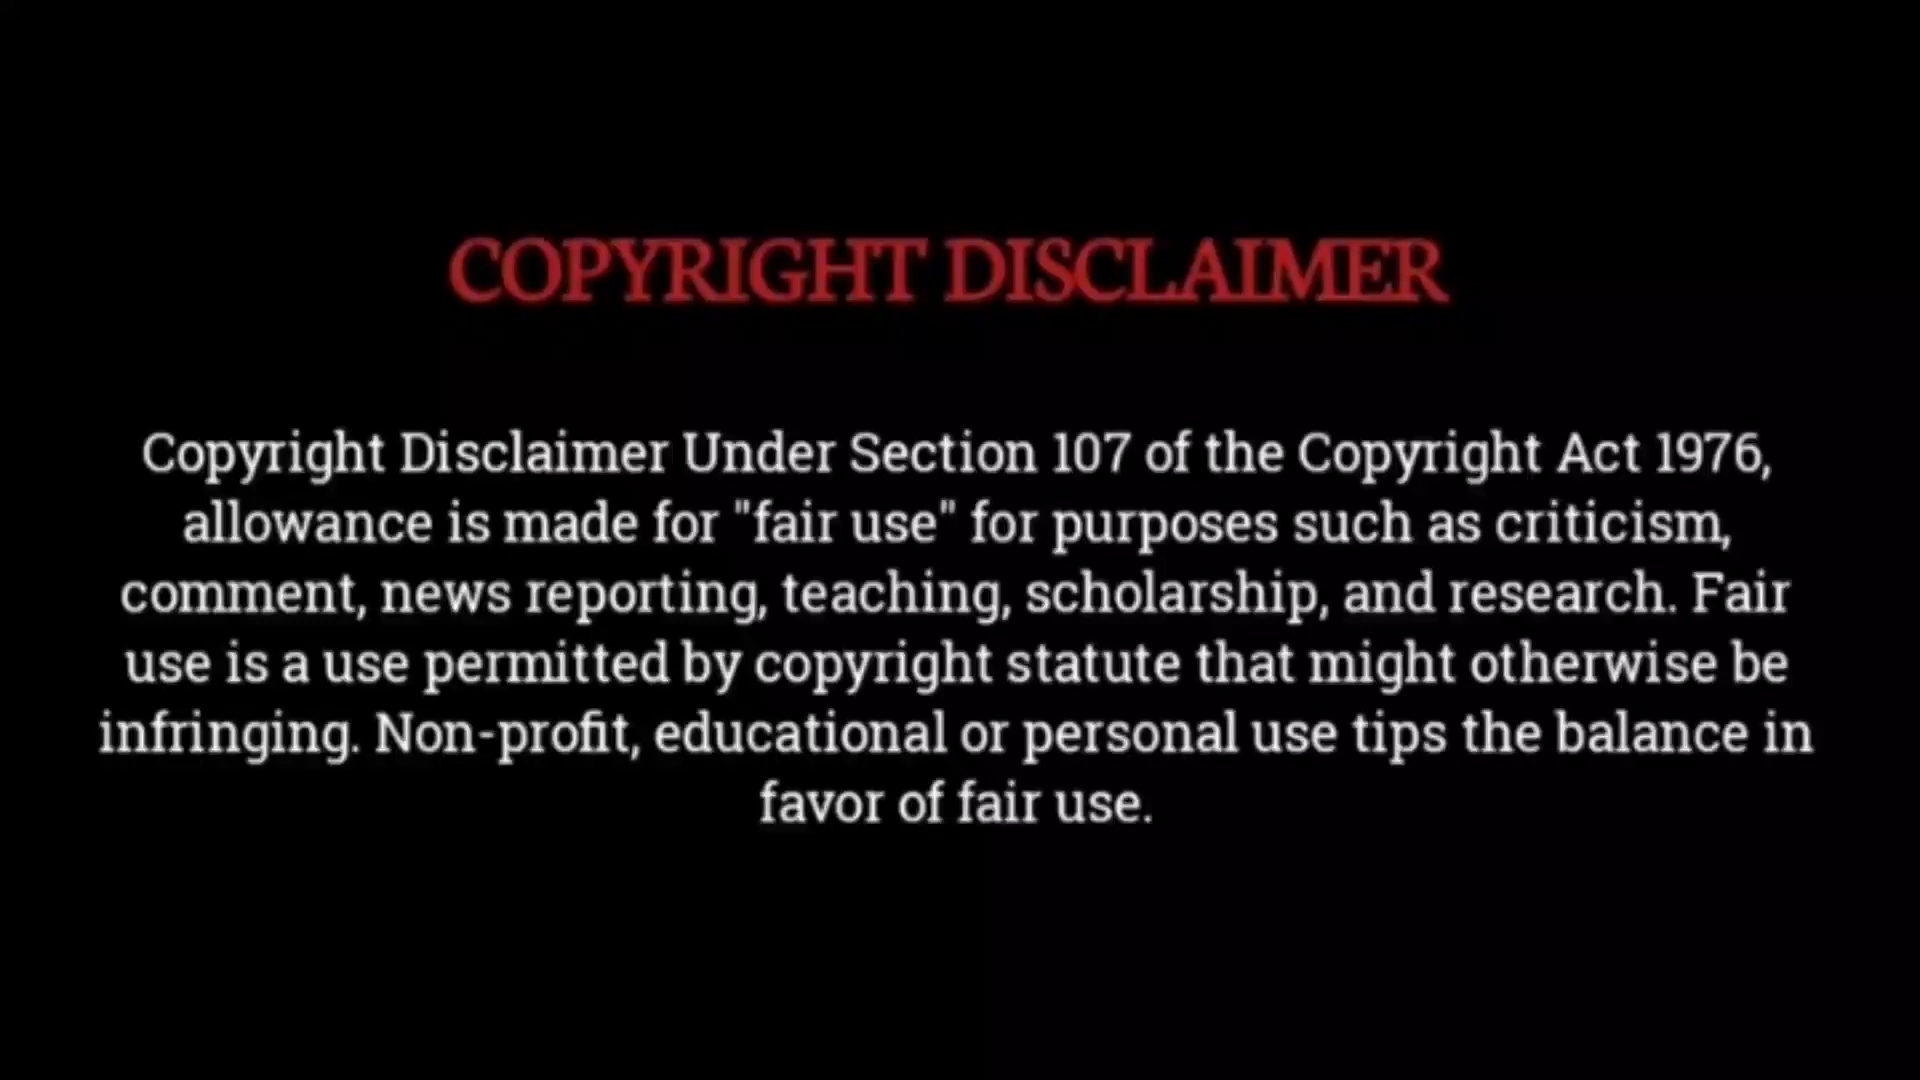 COPYRIGHT DISCLAIMER
Copyright Disclaimer Under Section 107 of the Copyright Act 1976,
allowance is made for "fair use" for purposes such as criticism,
comment, news reporting, teaching, scholarship, and research. Fair
use is a use permitted by copyright statute that might otherwise be
infringing. Non-profit, educational or personal use tips the balance in
favor of fair use.